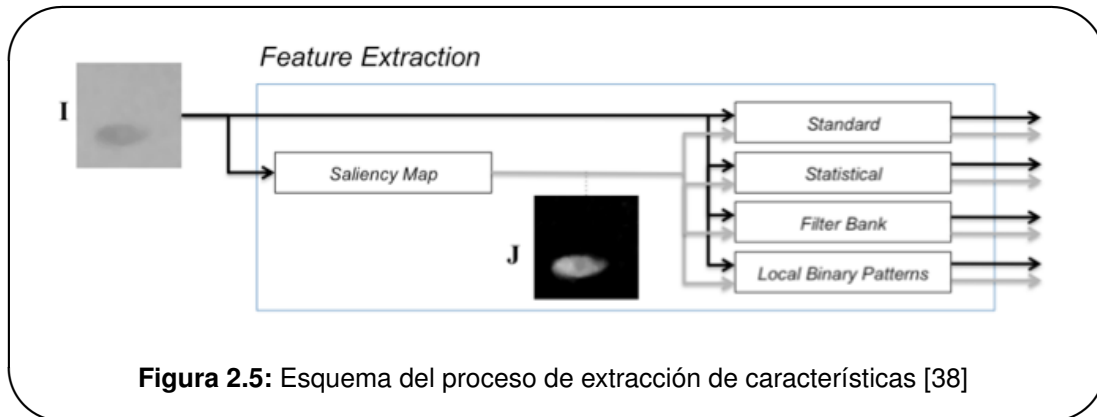 Feature Extraction
I
Standard
Saliency Map
Statistical
Filter Bank
J
Local Binary Patterns
Figura 2.5: Esquema del proceso de extracción de características [38]